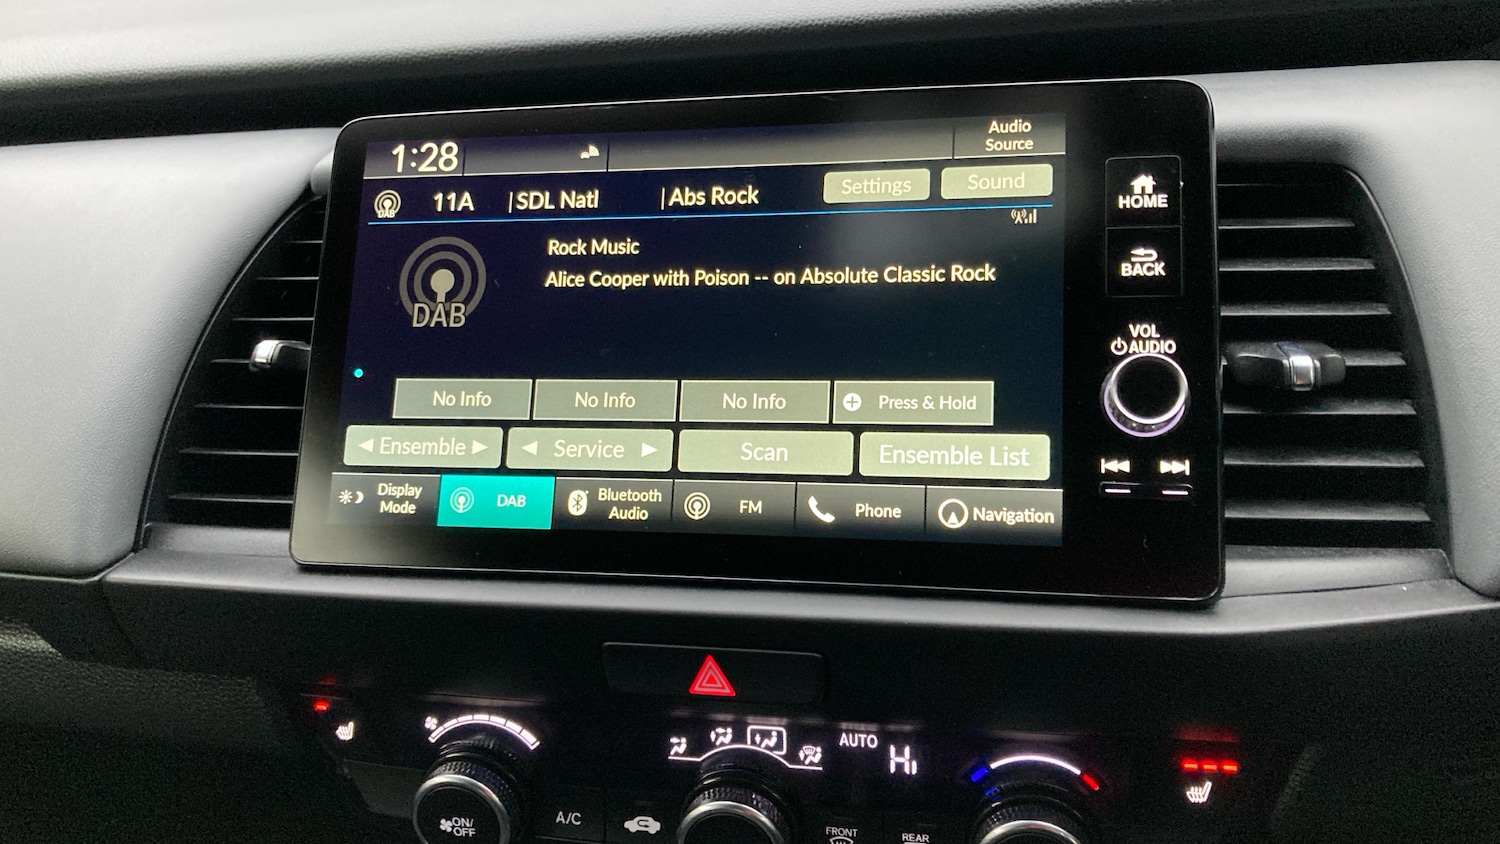 1:28
Audio
Source
DAB 11A |SDL Natl |Abs Rock Settings Sound
Rock Music
Alice Cooper with Poison -- on Absolute Classic Rock
DAB
No Info No Info No Info Press & Hold
◄ Ensemble ► ◄ Service ► Scan Ensemble List
Display
Mode
DAB
Bluetooth
Audio
FM
Phone
Navigation
HOME
BACK
VOL
AUDIO
AUTO Hi
ON/
OFF
A/C
FRONT
REAR